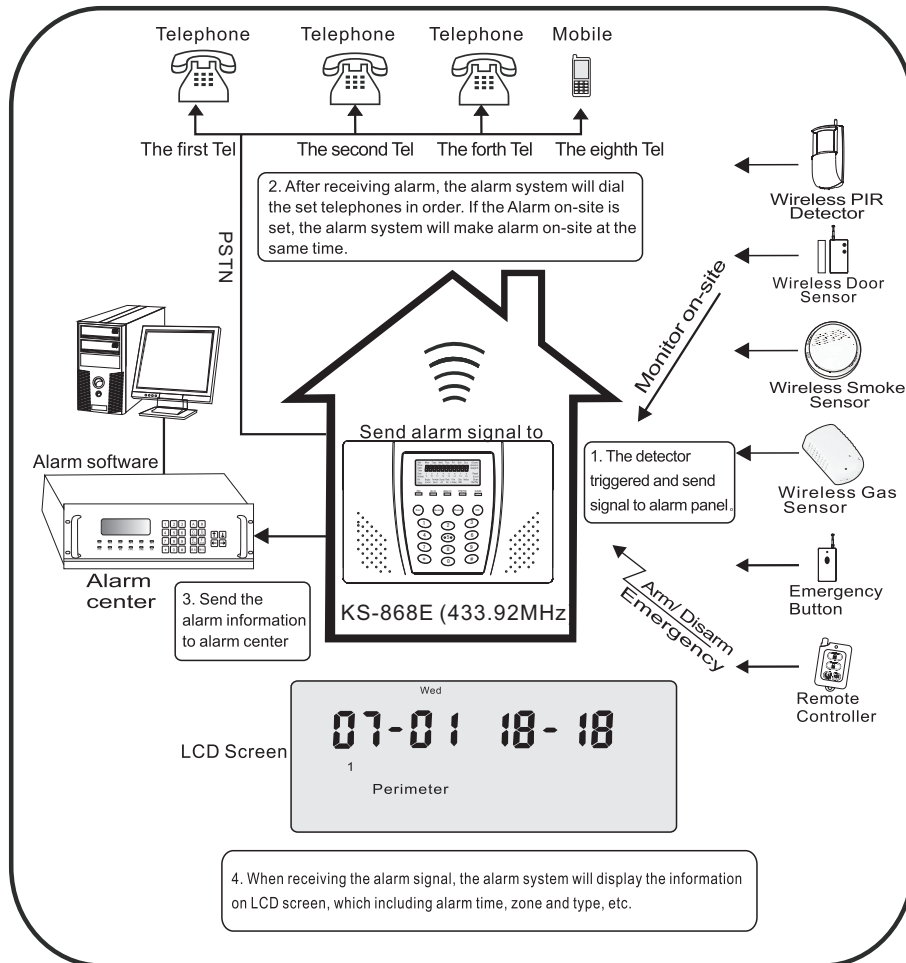 Telephone Telephone Telephone Mobile
The first Tel The second Tel The forth Tel The eighth Tel
2. After receiving alarm, the alarm system will dial
the set telephones in order. If the Alarm on-site is
set, the alarm system will make alarm on-site at the
same time.
PSTN
Wireless PIR
Detector
Wireless Door
Sensor
Monitor on-site
Wireless Smoke
Sensor
Send alarm signal to
Alarm software
1. The detector
triggered and send
signal to alarm panel。
Wireless Gas
Sensor
Alarm
center
3. Send the
alarm information
to alarm center
KS-868E (433.92MHz
Emergency
Button
Arm/Disarm
Emergency
Remote
Controller
LCD Screen
Wed
07-01 18-18
1
Perimeter
4. When receiving the alarm signal, the alarm system will display the information
on LCD screen, which including alarm time, zone and type, etc.